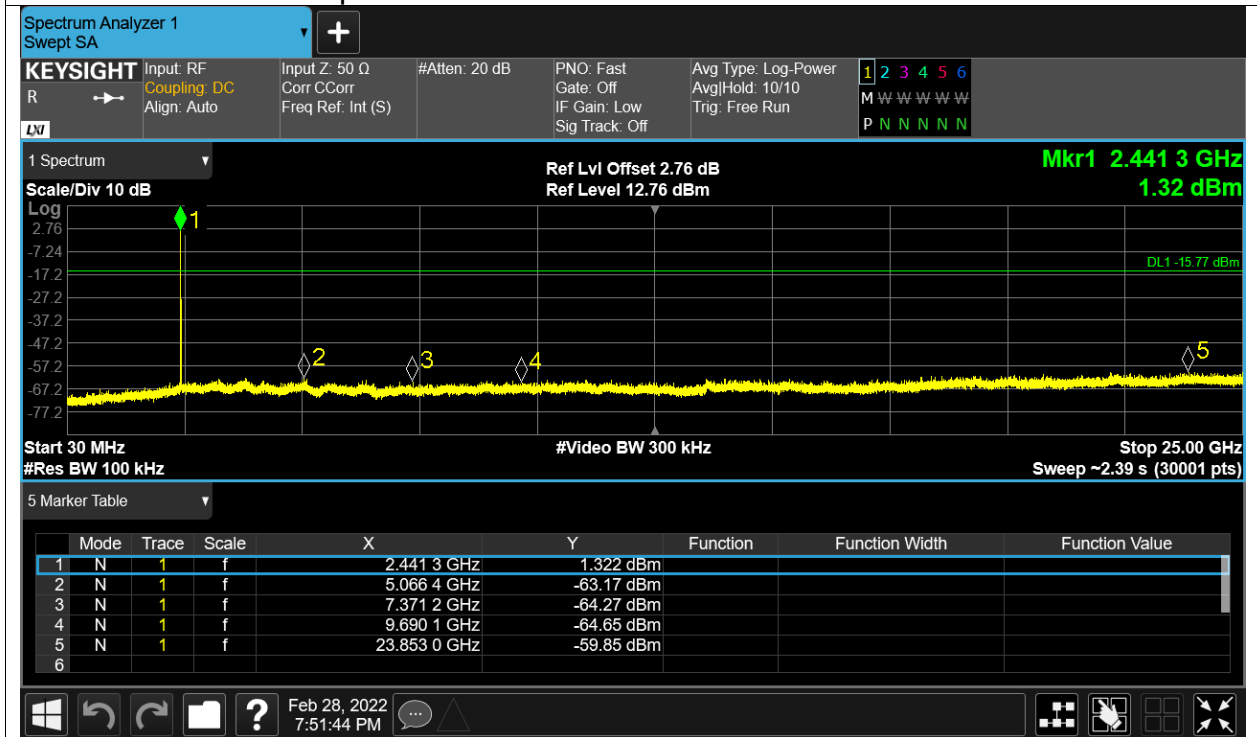 Spectrum Analyzer 1
Swept SA
+
KEYSIGHT Input: RF Input Z: 50 Ω #Atten: 20 dB PNO: Fast Avg Type: Log-Power 1 2 3 4 5 6
R Coupling: DC Corr CCorr Gate: Off Avg|Hold: 10/10 M W W W W W
Align: Auto Freq Ref: Int (S) IF Gain: Low Trig: Free Run
LXI Sig Track: Off P N N N N N
1 Spectrum Ref Lvl Offset 2.76 dB Mkr1 2.441 3 GHz
Scale/Div 10 dB Ref Level 12.76 dBm 1.32 dBm
Log
1
2.76
-7.24
DL1 -15.77 dBm
-17.2
-27.2
-37.2
-47.2
2 3 4 5
-57.2
-67.2
-77.2
Start 30 MHz #Video BW 300 kHz Stop 25.00 GHz
#Res BW 100 kHz Sweep ~2.39 s (30001 pts)
5 Marker Table
Mode Trace Scale X Y Function Function Width Function Value
1 N 1 f 2.441 3 GHz 1.322 dBm
2 N 1 f 5.066 4 GHz -63.17 dBm
3 N 1 f 7.371 2 GHz -64.27 dBm
4 N 1 f 9.690 1 GHz -64.65 dBm
5 N 1 f 23.853 0 GHz -59.85 dBm
6
? Feb 28, 2022
7:51:44 PM